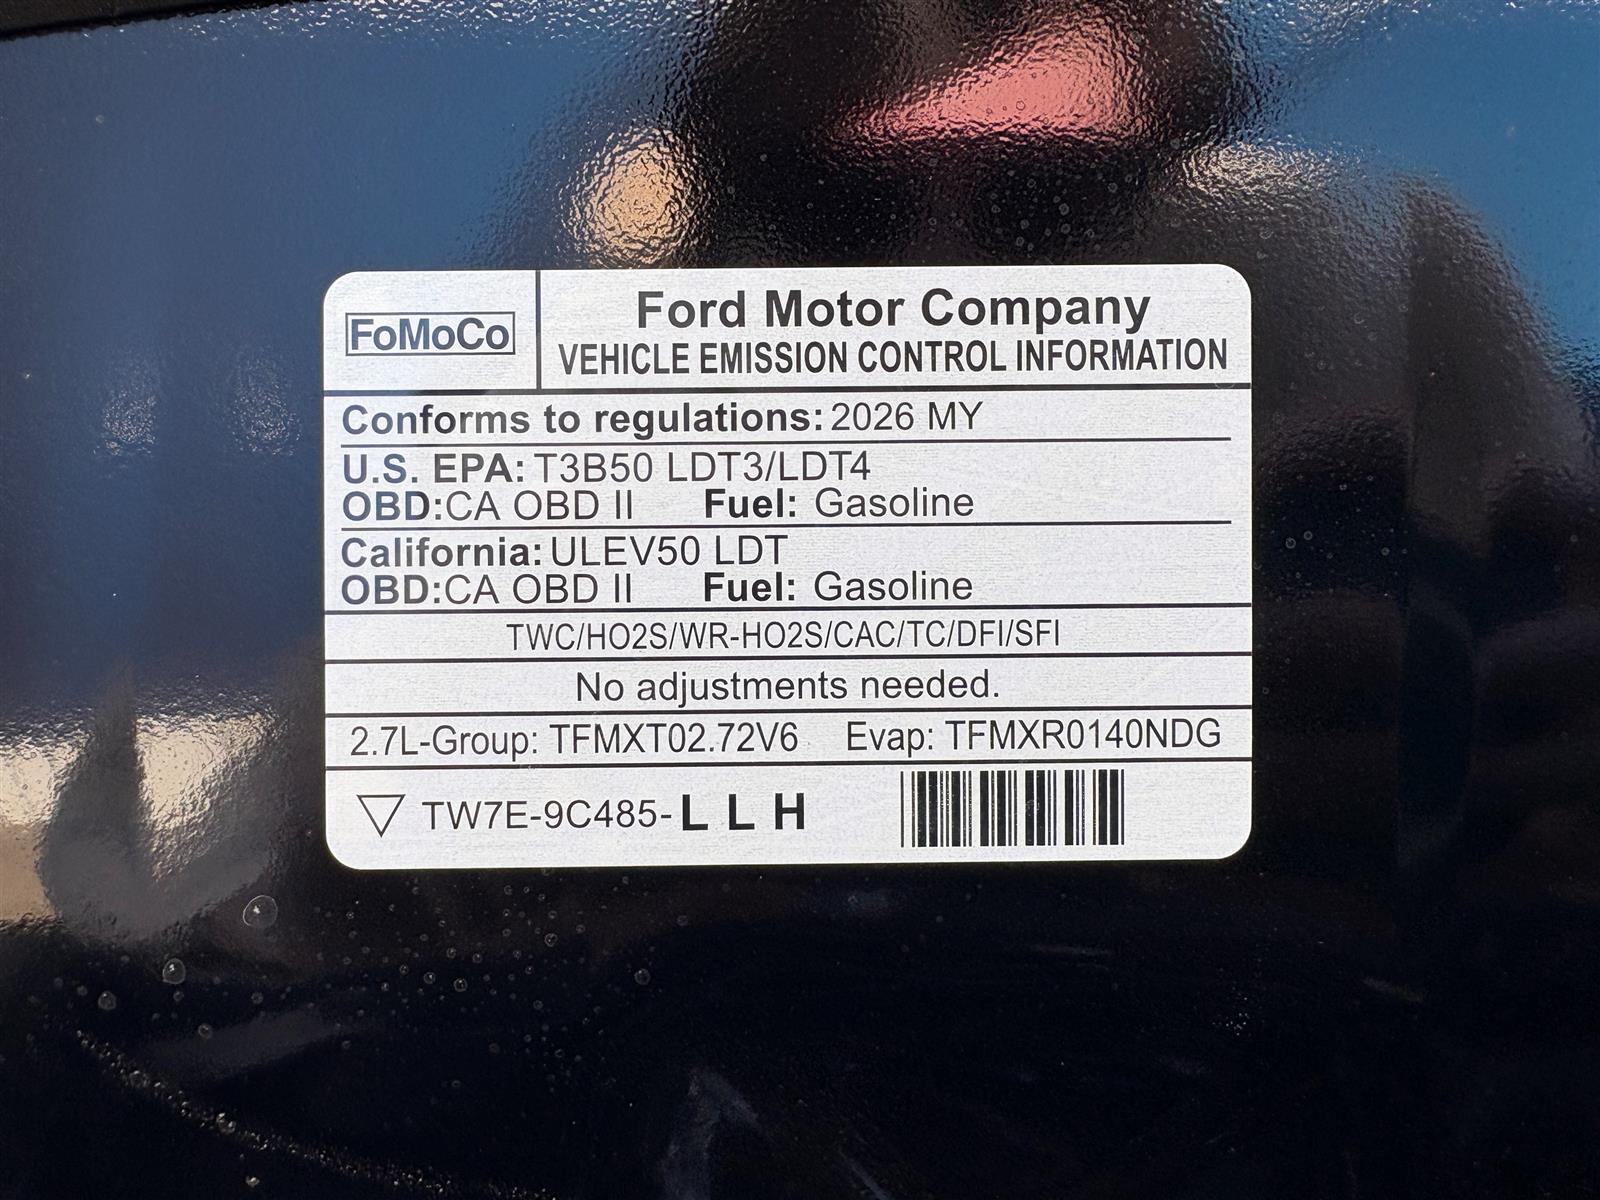 FoMoCo
Ford Motor Company
VEHICLE EMISSION CONTROL INFORMATION
Conforms to regulations: 2026 MY
U.S. EPA: T3B50 LDT3/LDT4
OBD:CA OBD II Fuel: Gasoline
California: ULEV50 LDT
OBD:CA OBD II Fuel: Gasoline
TWC/HO2S/WR-HO2S/CAC/TC/DFI/SFI
No adjustments needed.
2.7L-Group: TFMXT02.72V6 Evap: TFMXR0140NDG
TW7E-9C485-L L H